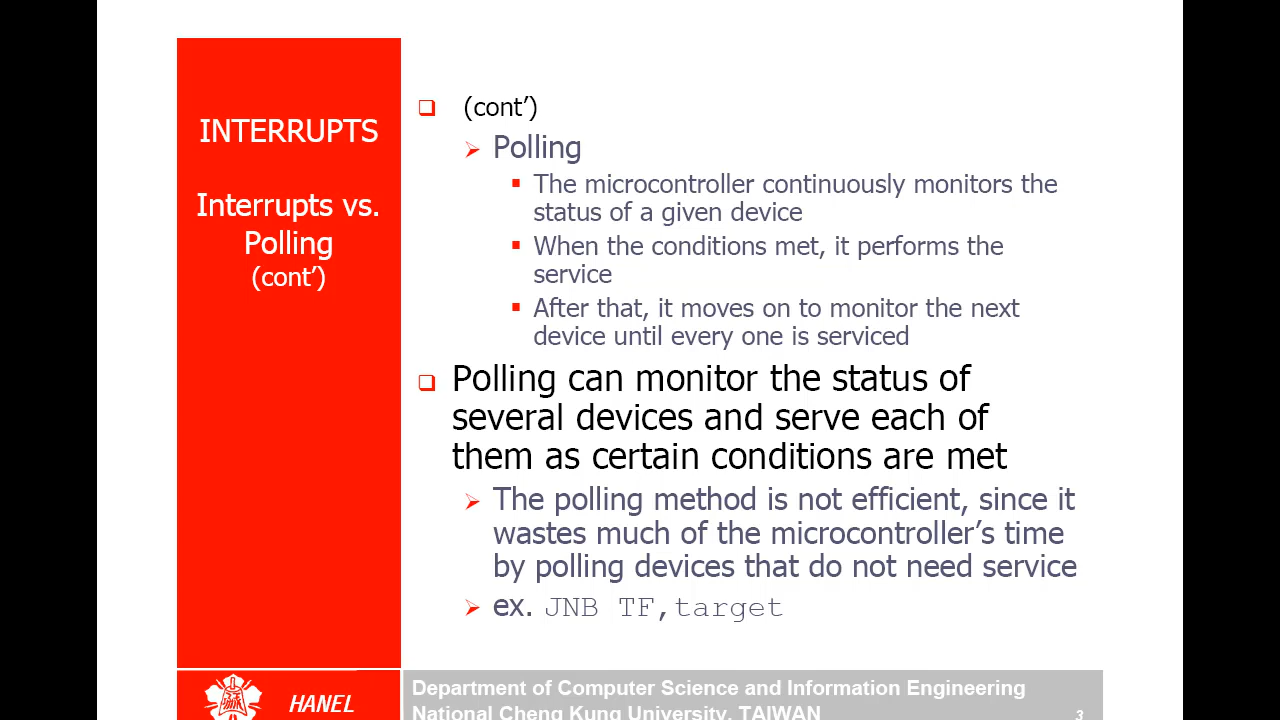 INTERRUPTS
Interrupts vs.
Polling
(cont’)
(cont’)
Polling
The microcontroller continuously monitors the
status of a given device
When the conditions met, it performs the
service
After that, it moves on to monitor the next
device until every one is serviced
Polling can monitor the status of
several devices and serve each of
them as certain conditions are met
The polling method is not efficient, since it
wastes much of the microcontroller’s time
by polling devices that do not need service
ex. JNB TF,target
HANEL
Department of Computer Science and Information Engineering
National Cheng Kung University, TAIWAN
3